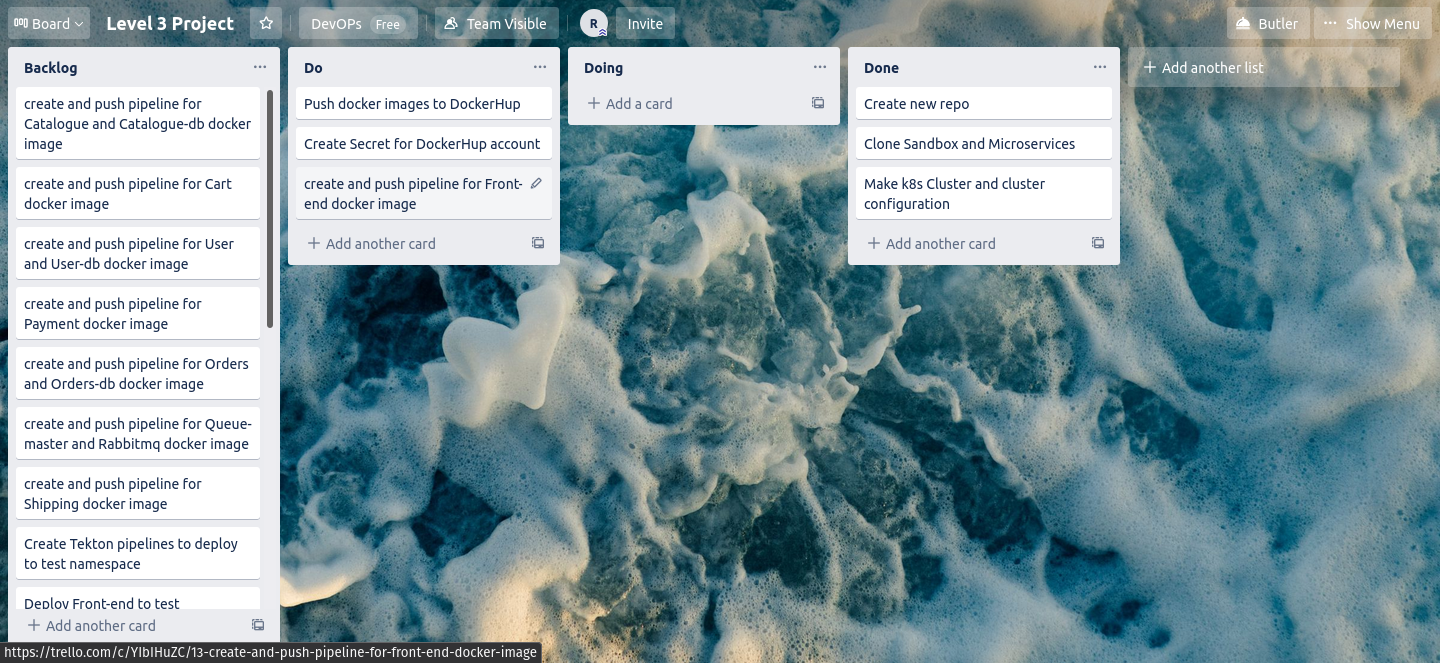 Board
Level 3 Project
DevOPs Free
Team Visible
R
Invite
Butler
... Show Menu
Backlog
create and push pipeline for
Catalogue and Catalogue-db docker
image
create and push pipeline for Cart
docker image
create and push pipeline for User
and User-db docker image
create and push pipeline for
Payment docker image
create and push pipeline for Orders
and Orders-db docker image
create and push pipeline for Queue-
master and Rabbitmq docker image
create and push pipeline for
Shipping docker image
Create Tekton pipelines to deploy
to test namespace
Deploy Front-end to test
+ Add another card
Do
Push docker images to DockerHup
Create Secret for DockerHup account
create and push pipeline for Front-
end docker image
+ Add another card
Doing
+ Add a card
Done
Create new repo
Clone Sandbox and Microservices
Make k8s Cluster and cluster
configuration
+ Add another card
+ Add another list
https://trello.com/c/YIbIHuZC/13-create-and-push-pipeline-for-front-end-docker-image